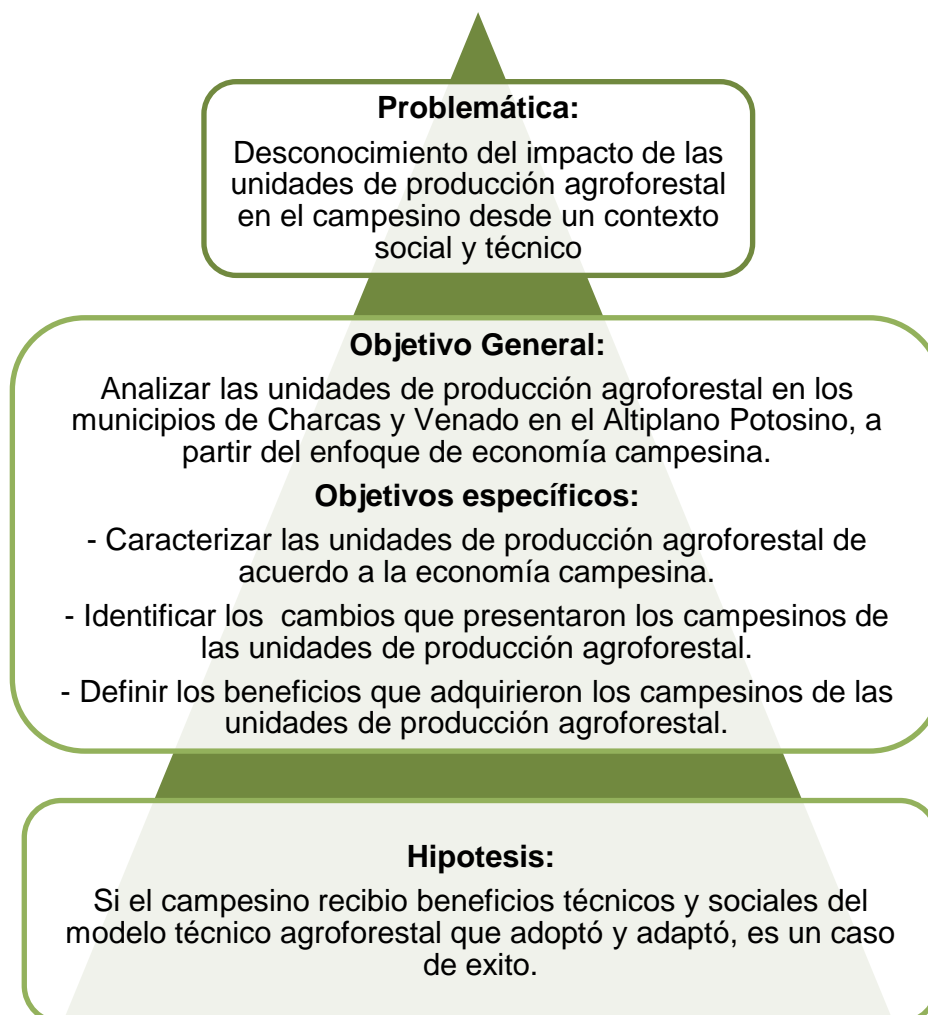 Problemática:
Desconocimiento del impacto de las
unidades de producción agroforestal
en el campesino desde un contexto
social y técnico
Objetivo General:
Analizar las unidades de producción agroforestal en los
municipios de Charcas y Venado en el Altiplano Potosino, a
partir del enfoque de economía campesina.
Objetivos específicos:
- Caracterizar las unidades de producción agroforestal de
acuerdo a la economía campesina.
- Identificar los  cambios que presentaron los campesinos de
las unidades de producción agroforestal.
- Definir los beneficios que adquirieron los campesinos de las
unidades de producción agroforestal.
Hipotesis:
Si el campesino recibio beneficios técnicos y sociales del
modelo técnico agroforestal que adoptó y adaptó, es un caso
de exito.